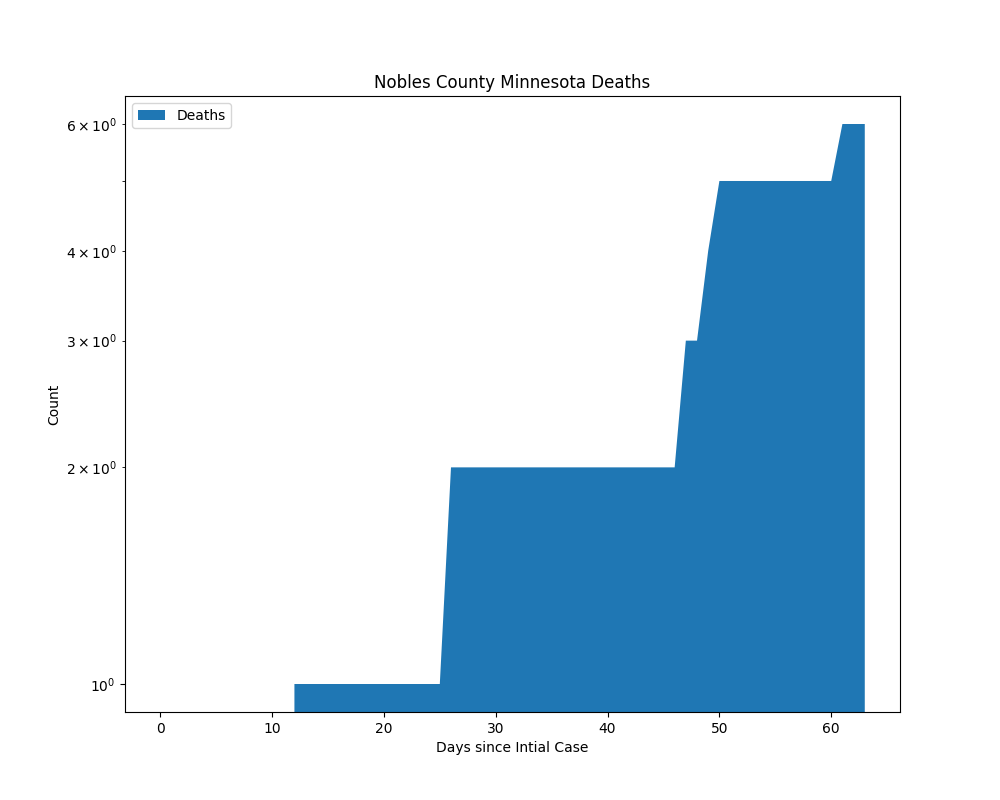 Nobles County Minnesota Deaths
Deaths
6 × 10⁰
4 × 10⁰
3 × 10⁰
2 × 10⁰
10⁰
Count
0 10 20 30 40 50 60
Days since Intial Case